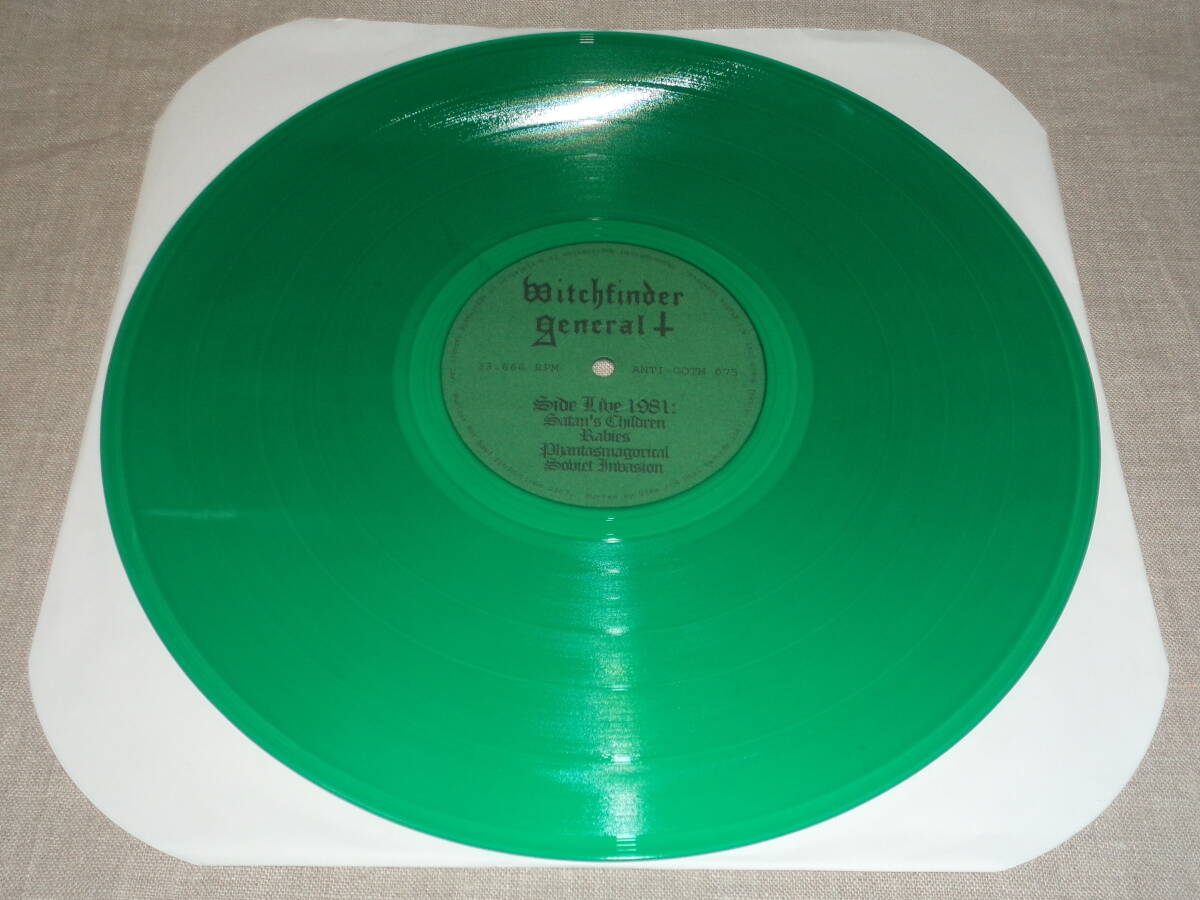 Witchfinder
General
33.666 RPM ANTI-GOTH 675
Side Live 1981:
Satan's Children
Rabies
Phantasmagorical
Soviet Invasion